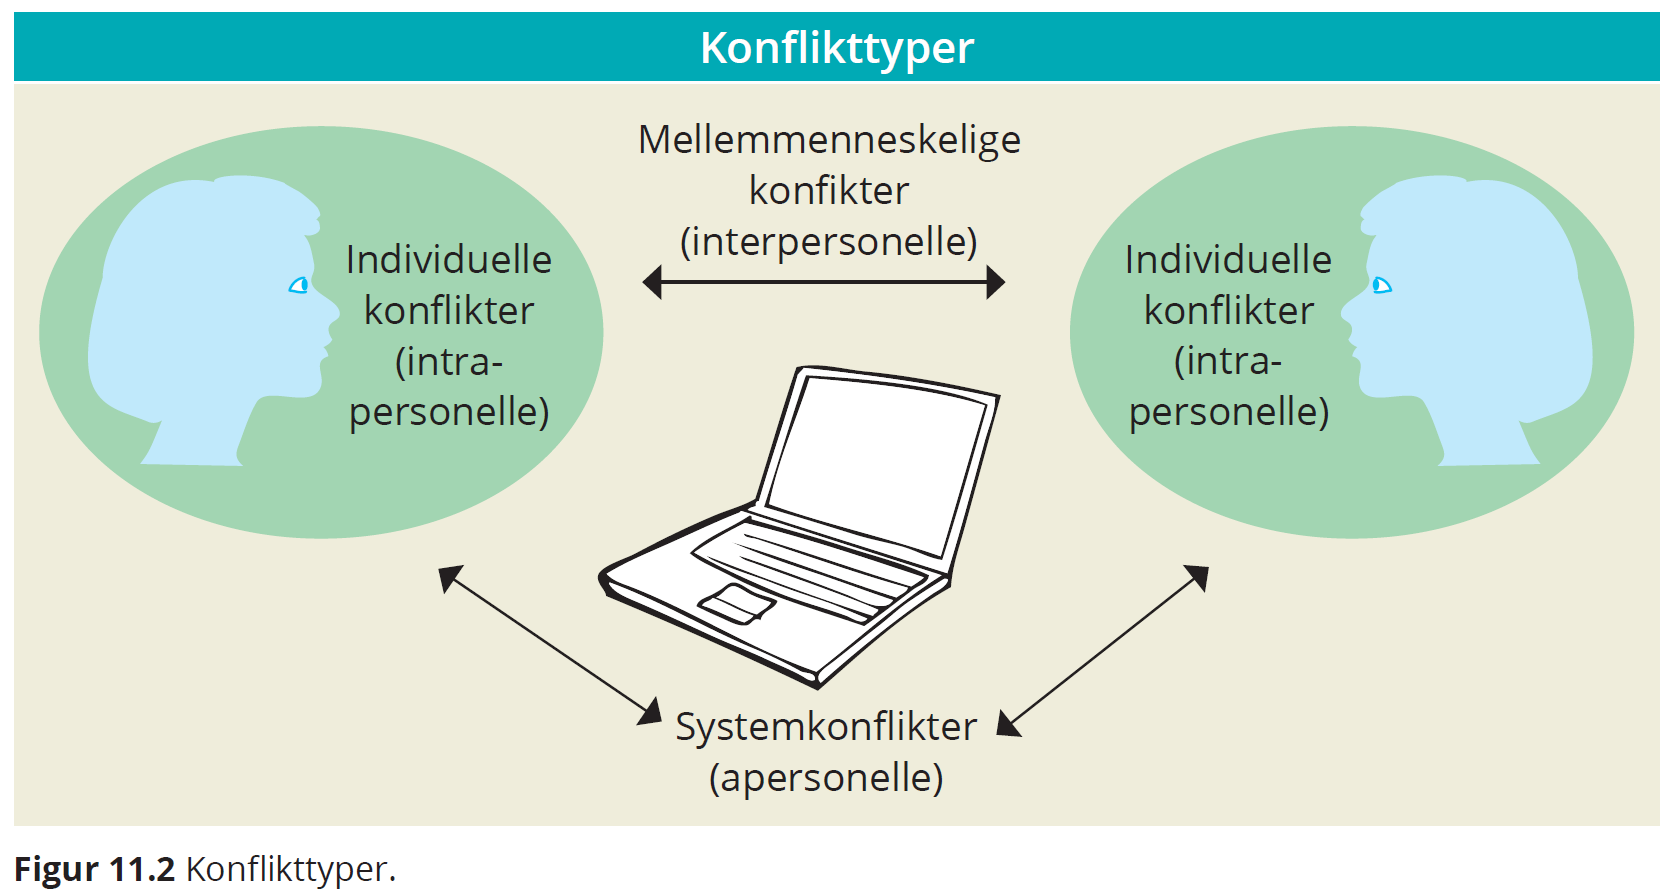 Konflikttyper
Mellemmenneskelige
konfikter
(interpersonelle)
Individuelle
konflikter
(intra-
personelle)
Individuelle
konflikter
(intra-
personelle)
Systemkonflikter
(apersonelle)
Figur 11.2 Konflikttyper.